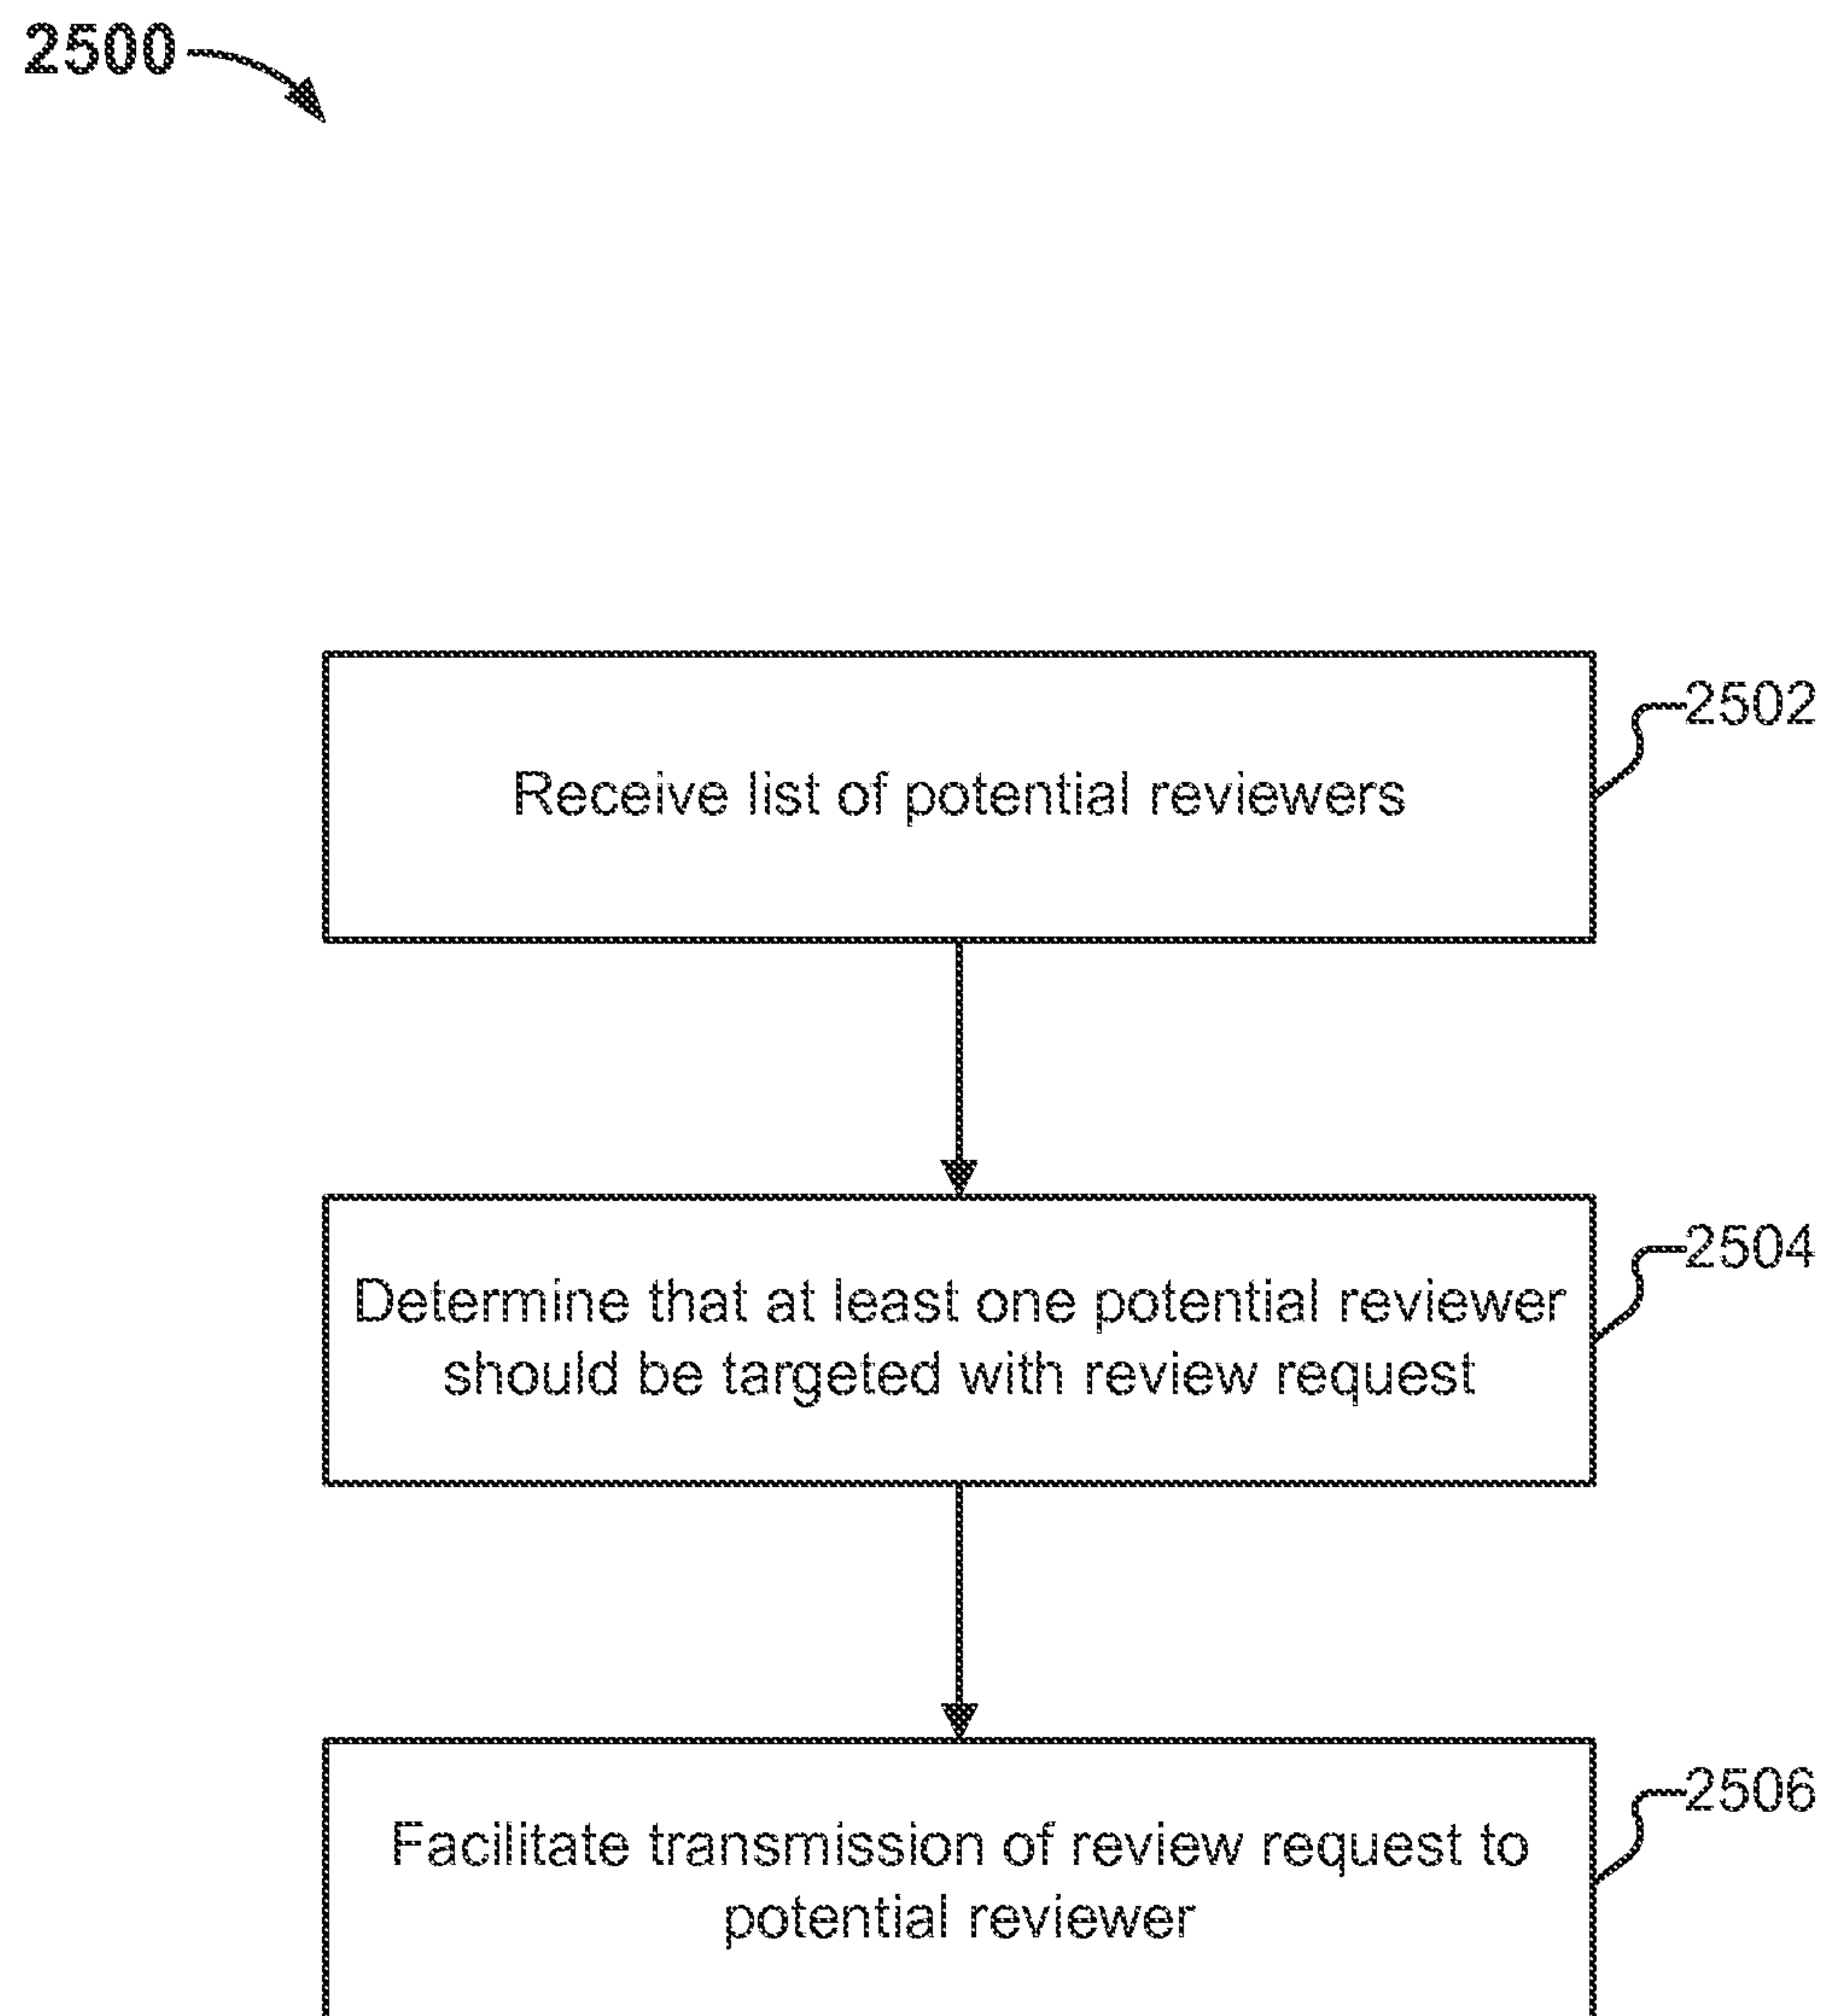 2500
Receive list of potential reviewers
2502
Determine that at least one potential reviewer
should be targeted with review request
2504
Facilitate transmission of review request to
potential reviewer
2506